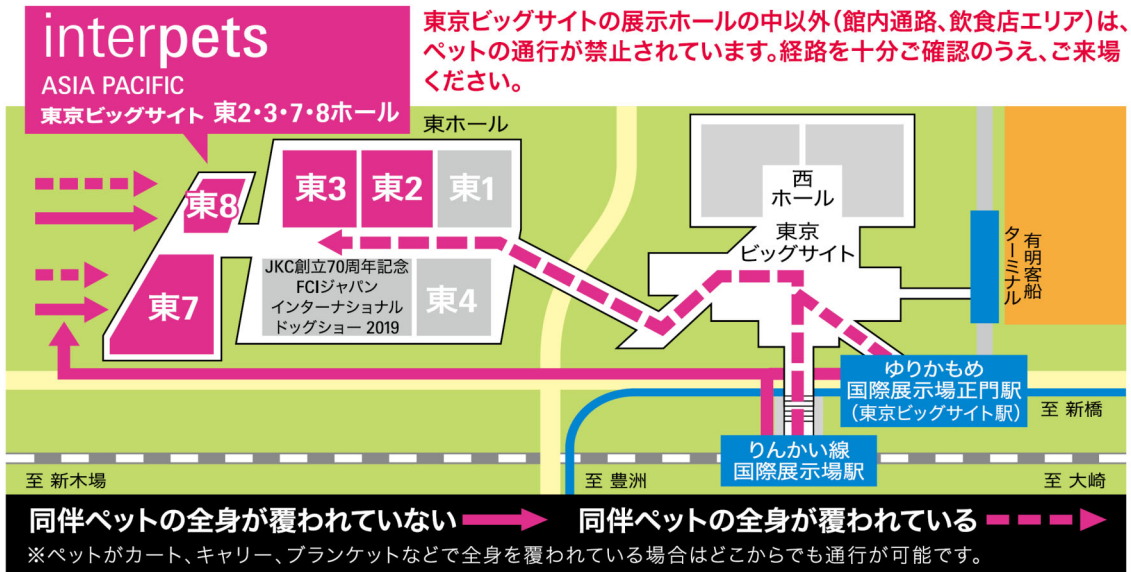 interpets
ASIA PACIFIC
東京ビッグサイト 東2・3・7・8ホール
東京ビッグサイトの展示ホールの中以外(館内通路、飲食店エリア)は、
ペットの通行が禁止されています。経路を十分ご確認のうえ、ご来場
ください。
東ホール
東8
東3
東2
東1
西
ホール
東京
ビッグサイト
有明客船
ターミナル
JKC創立70周年記念
FCIジャパン
インターナショナル
ドッグショー 2019
東4
東7
ゆりかもめ
国際展示場正門駅
(東京ビッグサイト駅)
至 新橋
りんかい線
国際展示場駅
至 新木場
至 豊洲
至 大崎
同伴ペットの全身が覆われていない
同伴ペットの全身が覆われている
※ペットがカート、キャリー、ブランケットなどで全身を覆われている場合はどこからでも通行が可能です。